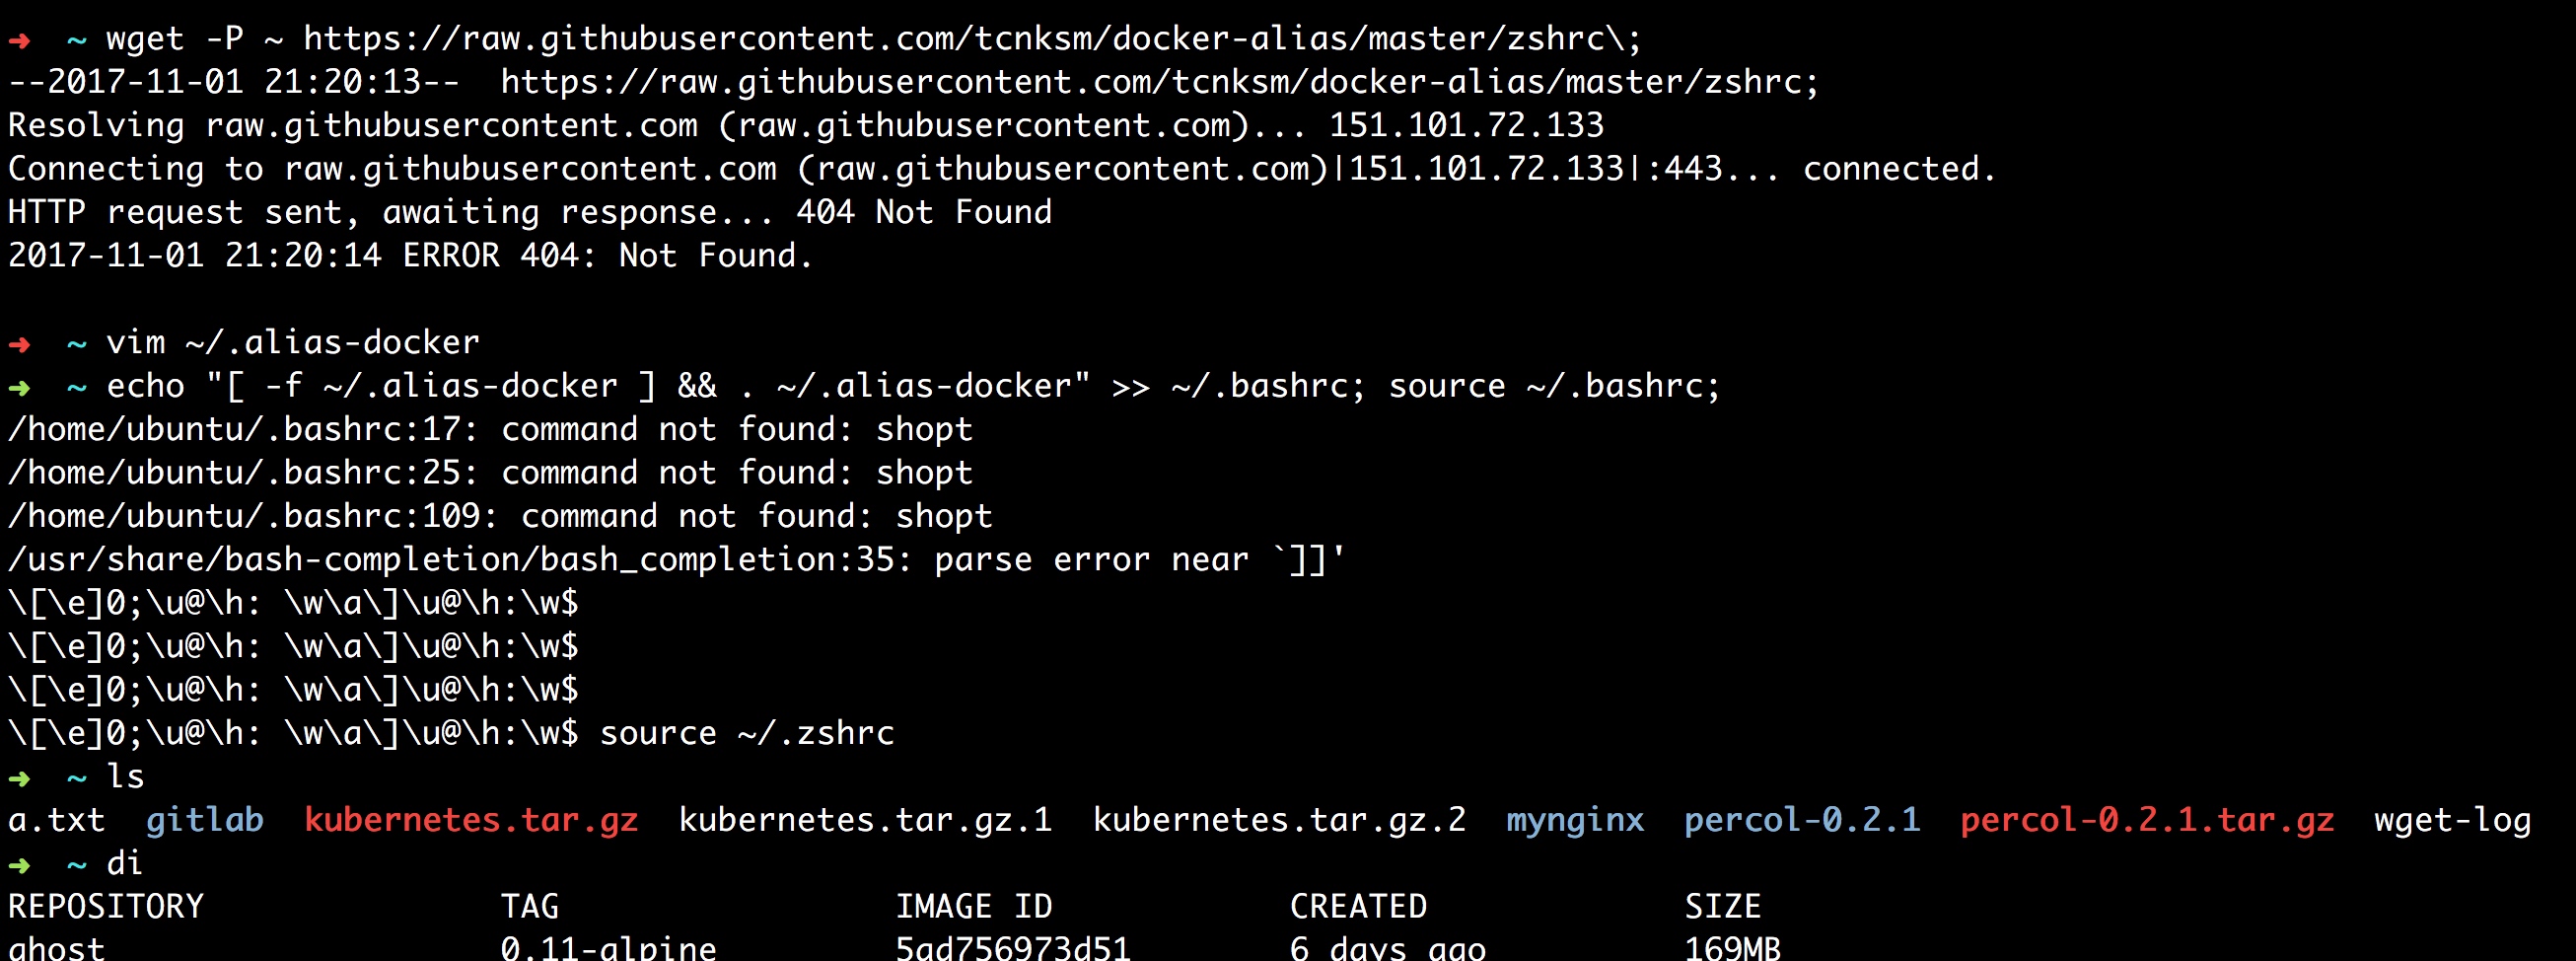 ➜  ~ wget -P ~ https://raw.githubusercontent.com/tcnksm/docker-alias/master/zshrc\;
--2017-11-01 21:20:13--  https://raw.githubusercontent.com/tcnksm/docker-alias/master/zshrc;
Resolving raw.githubusercontent.com (raw.githubusercontent.com)... 151.101.72.133
Connecting to raw.githubusercontent.com (raw.githubusercontent.com)|151.101.72.133|:443... connected.
HTTP request sent, awaiting response... 404 Not Found
2017-11-01 21:20:14 ERROR 404: Not Found.
➜  ~ vim ~/.alias-docker
➜  ~ echo "[ -f ~/.alias-docker ] && . ~/.alias-docker" >> ~/.bashrc; source ~/.bashrc;
/home/ubuntu/.bashrc:17: command not found: shopt
/home/ubuntu/.bashrc:25: command not found: shopt
/home/ubuntu/.bashrc:109: command not found: shopt
/usr/share/bash-completion/bash_completion:35: parse error near `]]'
\[\e]0;\u@\h: \w\a\]\u@\h:\w$
\[\e]0;\u@\h: \w\a\]\u@\h:\w$
\[\e]0;\u@\h: \w\a\]\u@\h:\w$
\[\e]0;\u@\h: \w\a\]\u@\h:\w$ source ~/.zshrc
➜  ~ ls
a.txt  gitlab  kubernetes.tar.gz  kubernetes.tar.gz.1  kubernetes.tar.gz.2  mynginx  percol-0.2.1  percol-0.2.1.tar.gz  wget-log
➜  ~ di
REPOSITORY               TAG                 IMAGE ID            CREATED             SIZE
ghost                    0.11-alpine         5ad756973d51        6 days ago          169MB